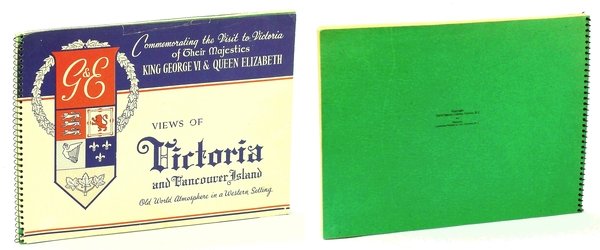 Commemorating the Visit to Victoria
of Their Majesties
KING GEORGE VI & QUEEN ELIZABETH
G&E
VIEWS OF
Victoria
and Vancouver Island
Old World Atmosphere in a Western Setting.